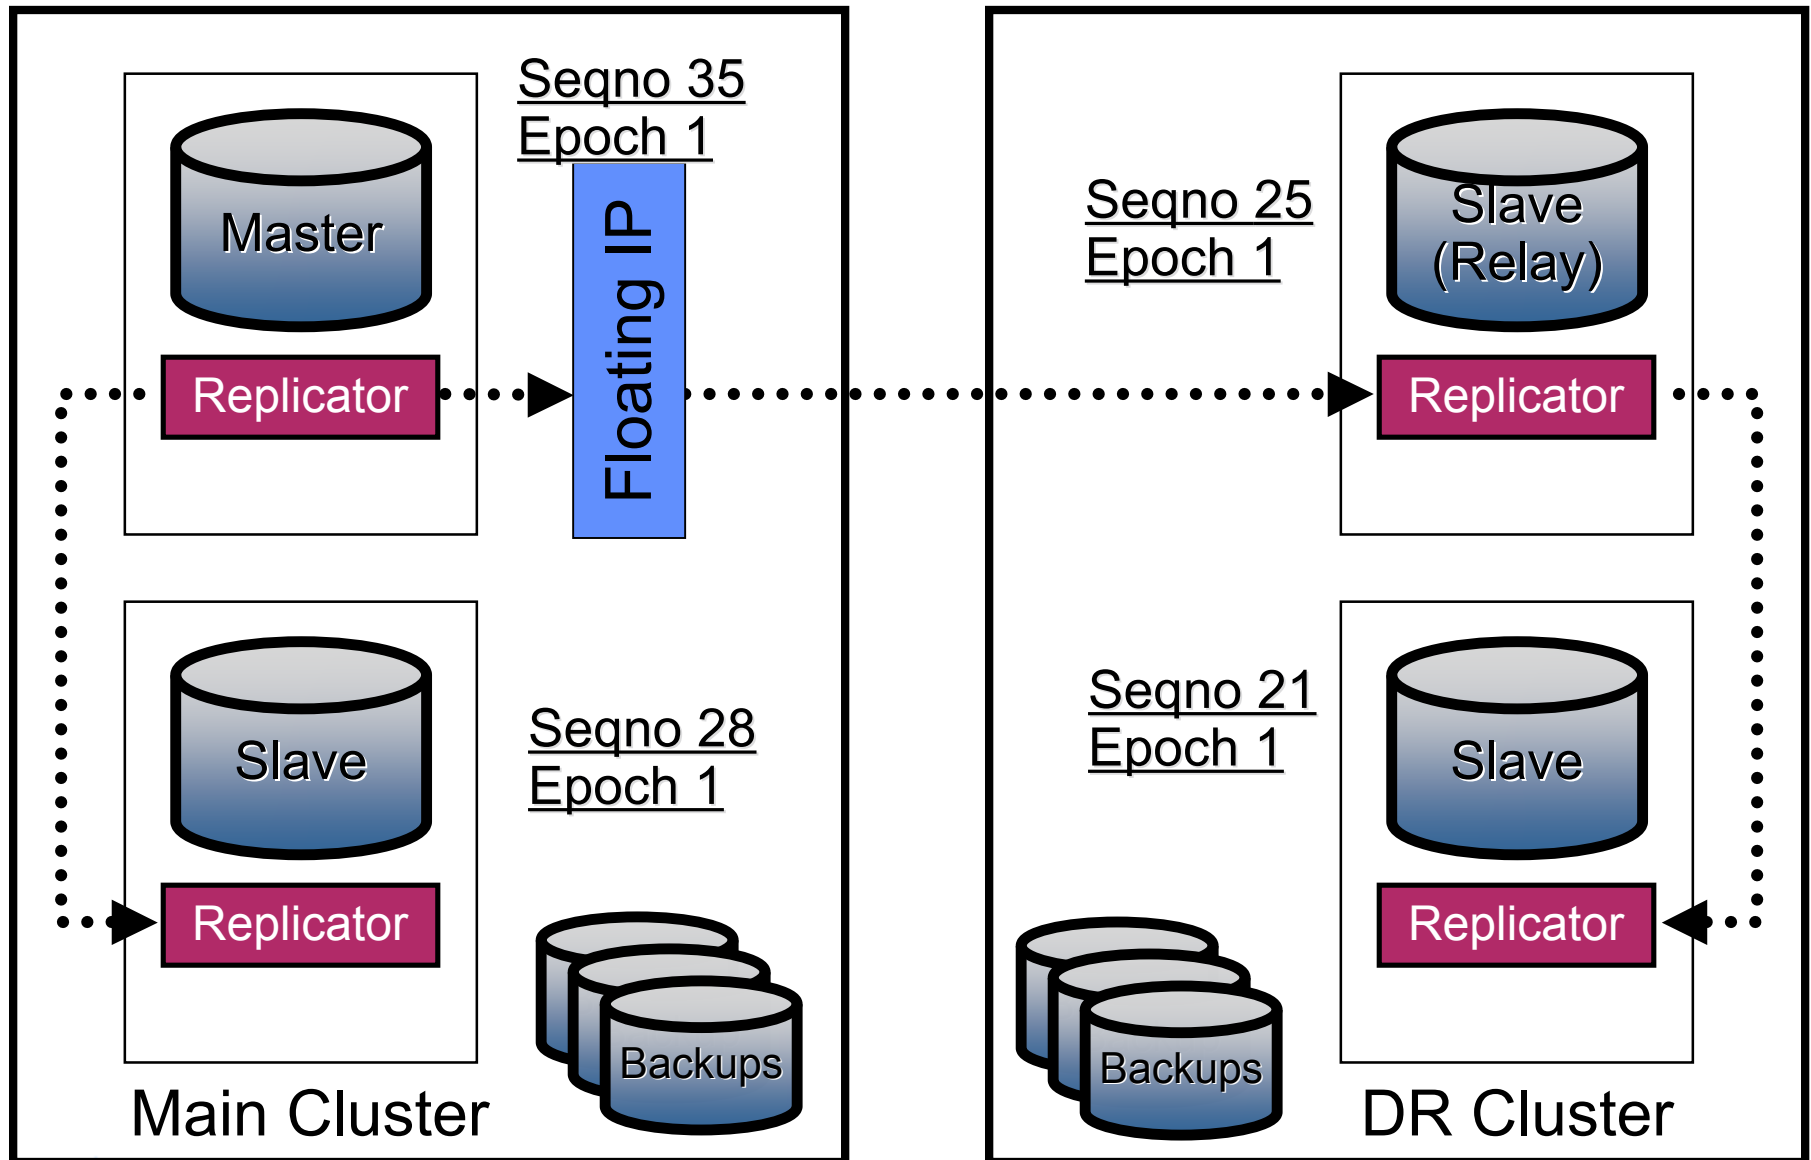 Seqno 35
Epoch 1
Master
Floating IP
Replicator
Slave
Seqno 28
Epoch 1
Replicator
Backups
Main Cluster
Seqno 25
Epoch 1
Slave
(Relay)
Replicator
Seqno 21
Epoch 1
Slave
Replicator
Backups
DR Cluster